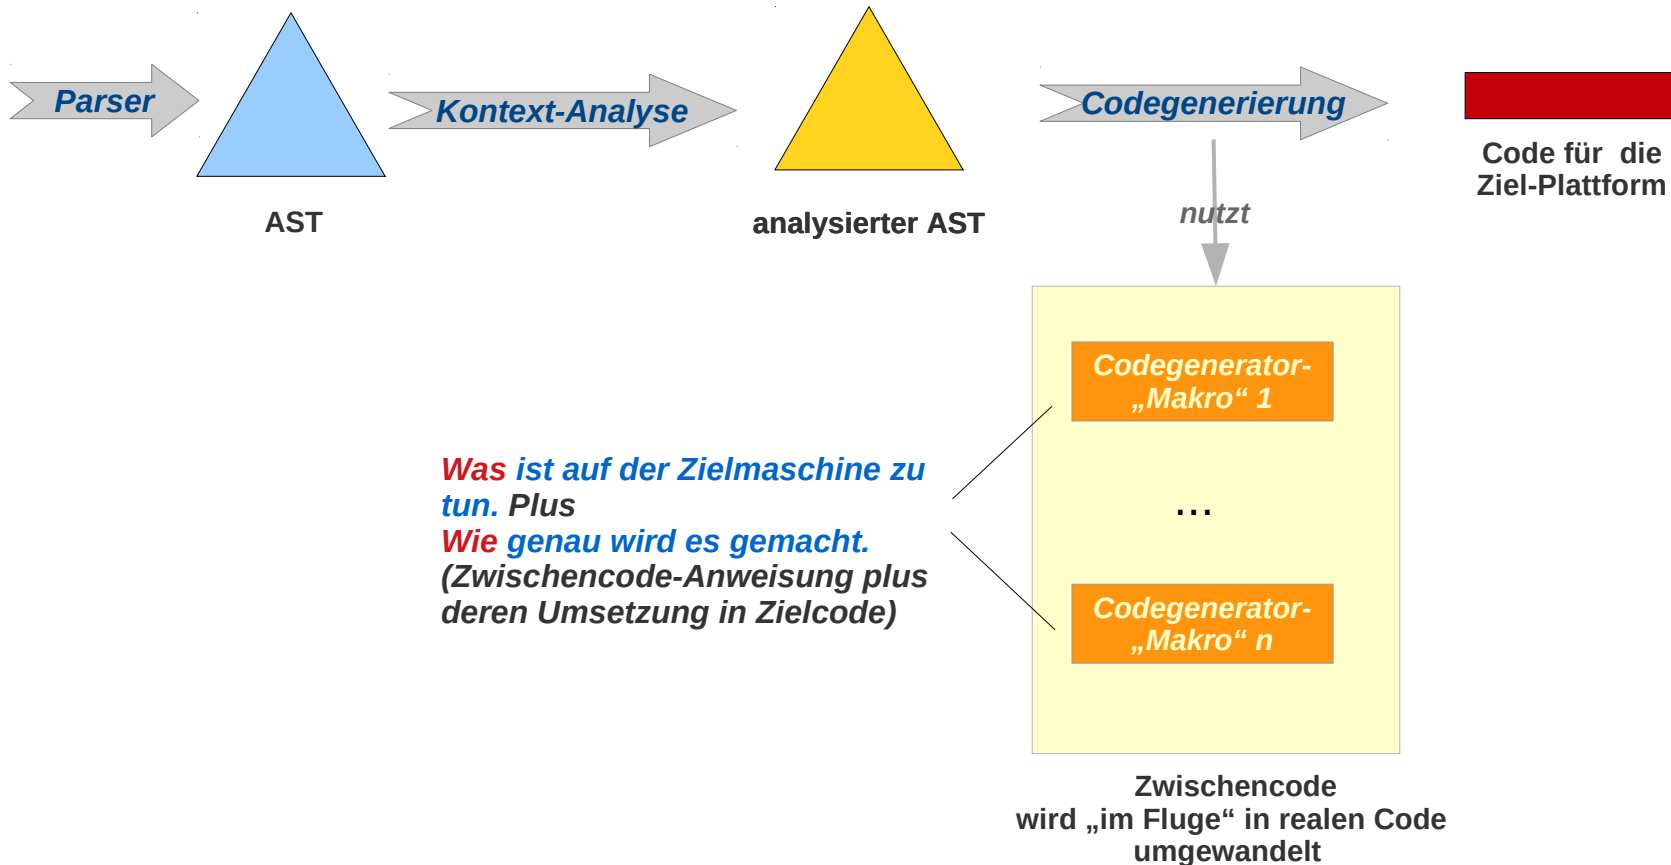 Parser
Kontext-Analyse
Codegenerierung
Code für die
Ziel-Plattform
AST
analysierter AST
nutzt
Codegenerator-
„Makro“ 1
Was ist auf der Zielmaschine zu
tun. Plus
Wie genau wird es gemacht.
(Zwischencode-Anweisung plus
deren Umsetzung in Zielcode)
...
Codegenerator-
„Makro“ n
Zwischencode
wird „im Fluge“ in realen Code
umgewandelt